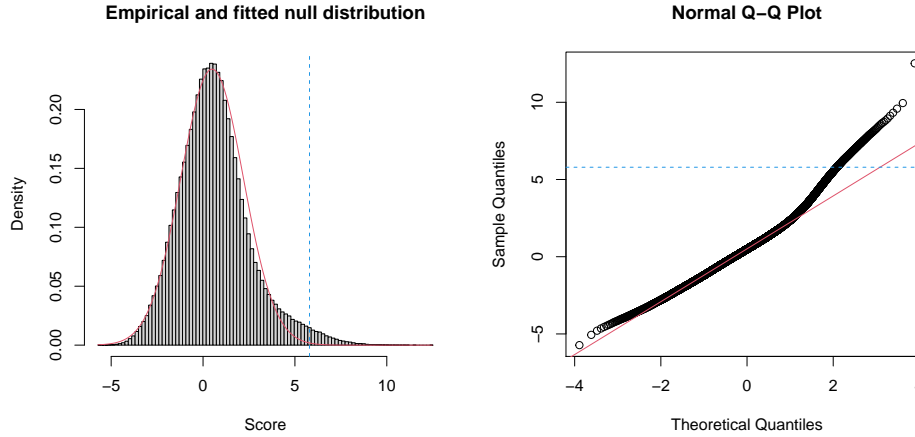 Empirical and fitted null distribution
Density
0.00
0.05
0.10
0.15
0.20
−5
0
5
10
Score
Normal Q−Q Plot
Sample Quantiles
−5
0
5
10
−4
−2
0
2
Theoretical Quantiles